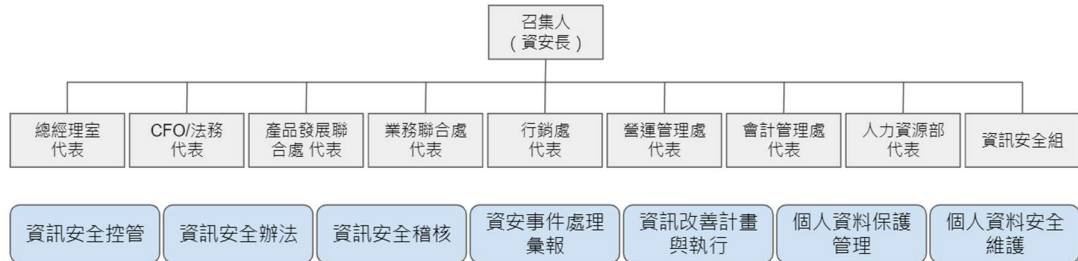 召集人
（資安長）
總經理室
代表
CFO/法務
代表
產品發展聯
合處 代表
業務聯合處
代表
行銷處
代表
營運管理處
代表
會計管理處
代表
人力資源部
代表
資訊安全組
資訊安全控管
資訊安全辦法
資訊安全稽核
資安事件處理
彙報
資訊改善計畫
與執行
個人資料保護
管理
個人資料安全
維護